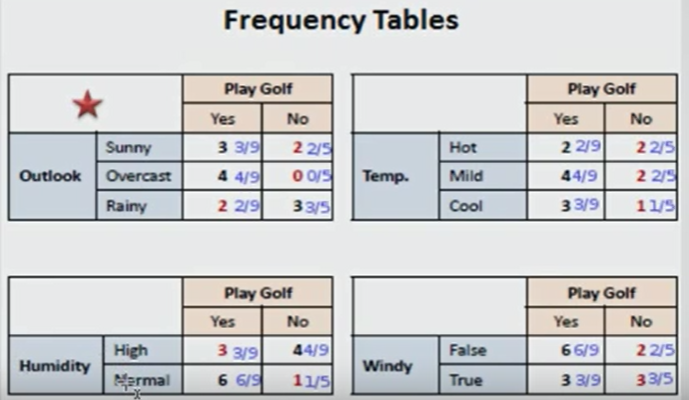 Frequency Tables
Play Golf
Yes No
Outlook Sunny 3 3/9 2 2/5
Overcast 4 4/9 0 0/5
Rainy 2 2/9 3 3/5
Play Golf
Yes No
Temp. Hot 2 2/9 2 2/5
Mild 4 4/9 2 2/5
Cool 3 3/9 1 1/5
Play Golf
Yes No
Humidity High 3 3/9 4 4/9
Normal 6 6/9 1 1/5
Play Golf
Yes No
Windy False 6 6/9 2 2/5
True 3 3/9 3 3/5